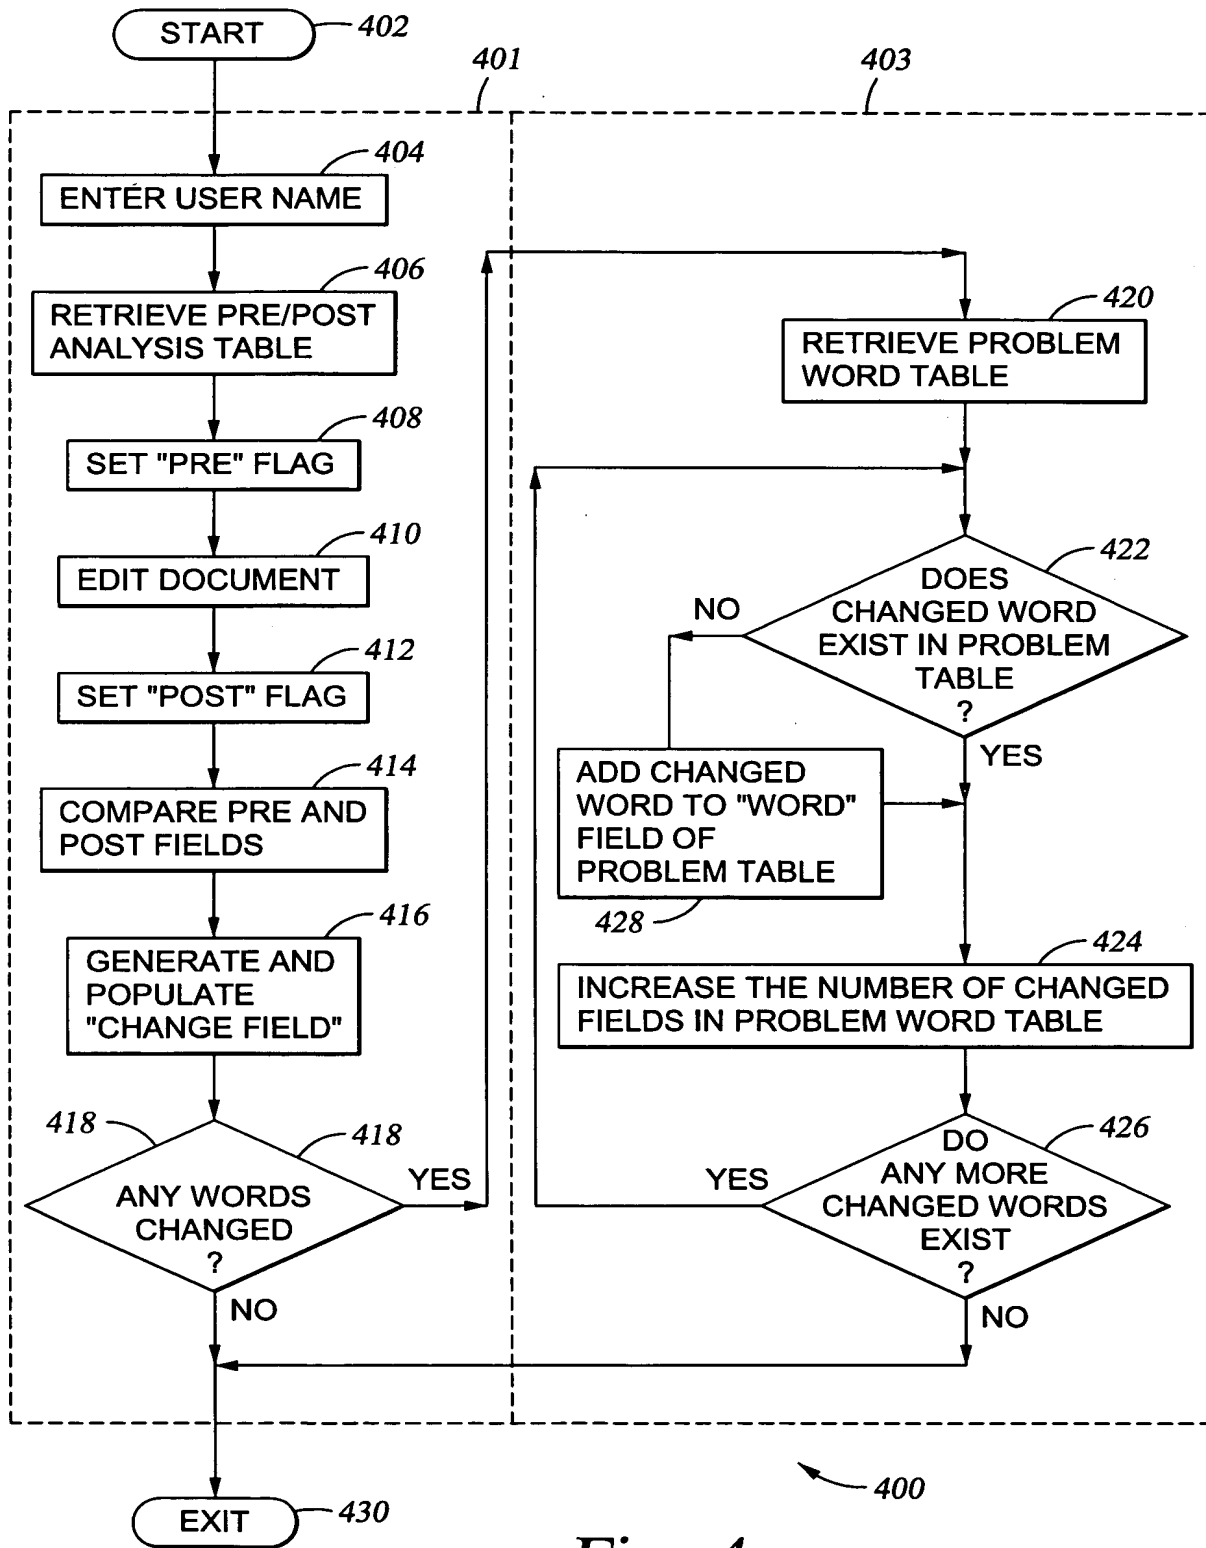 START
402
401
403
404
ENTER USER NAME
406
RETRIEVE PRE/POST
ANALYSIS TABLE
408
SET "PRE" FLAG
410
EDIT DOCUMENT
412
SET "POST" FLAG
414
COMPARE PRE AND
POST FIELDS
416
GENERATE AND
POPULATE
"CHANGE FIELD"
418
418
ANY WORDS
CHANGED
?
YES
NO
420
RETRIEVE PROBLEM
WORD TABLE
422
DOES
CHANGED WORD
EXIST IN PROBLEM
TABLE
?
NO
YES
ADD CHANGED
WORD TO "WORD"
FIELD OF
PROBLEM TABLE
428
424
INCREASE THE NUMBER OF CHANGED
FIELDS IN PROBLEM WORD TABLE
426
DO
ANY MORE
CHANGED WORDS
EXIST
?
YES
NO
400
EXIT
430